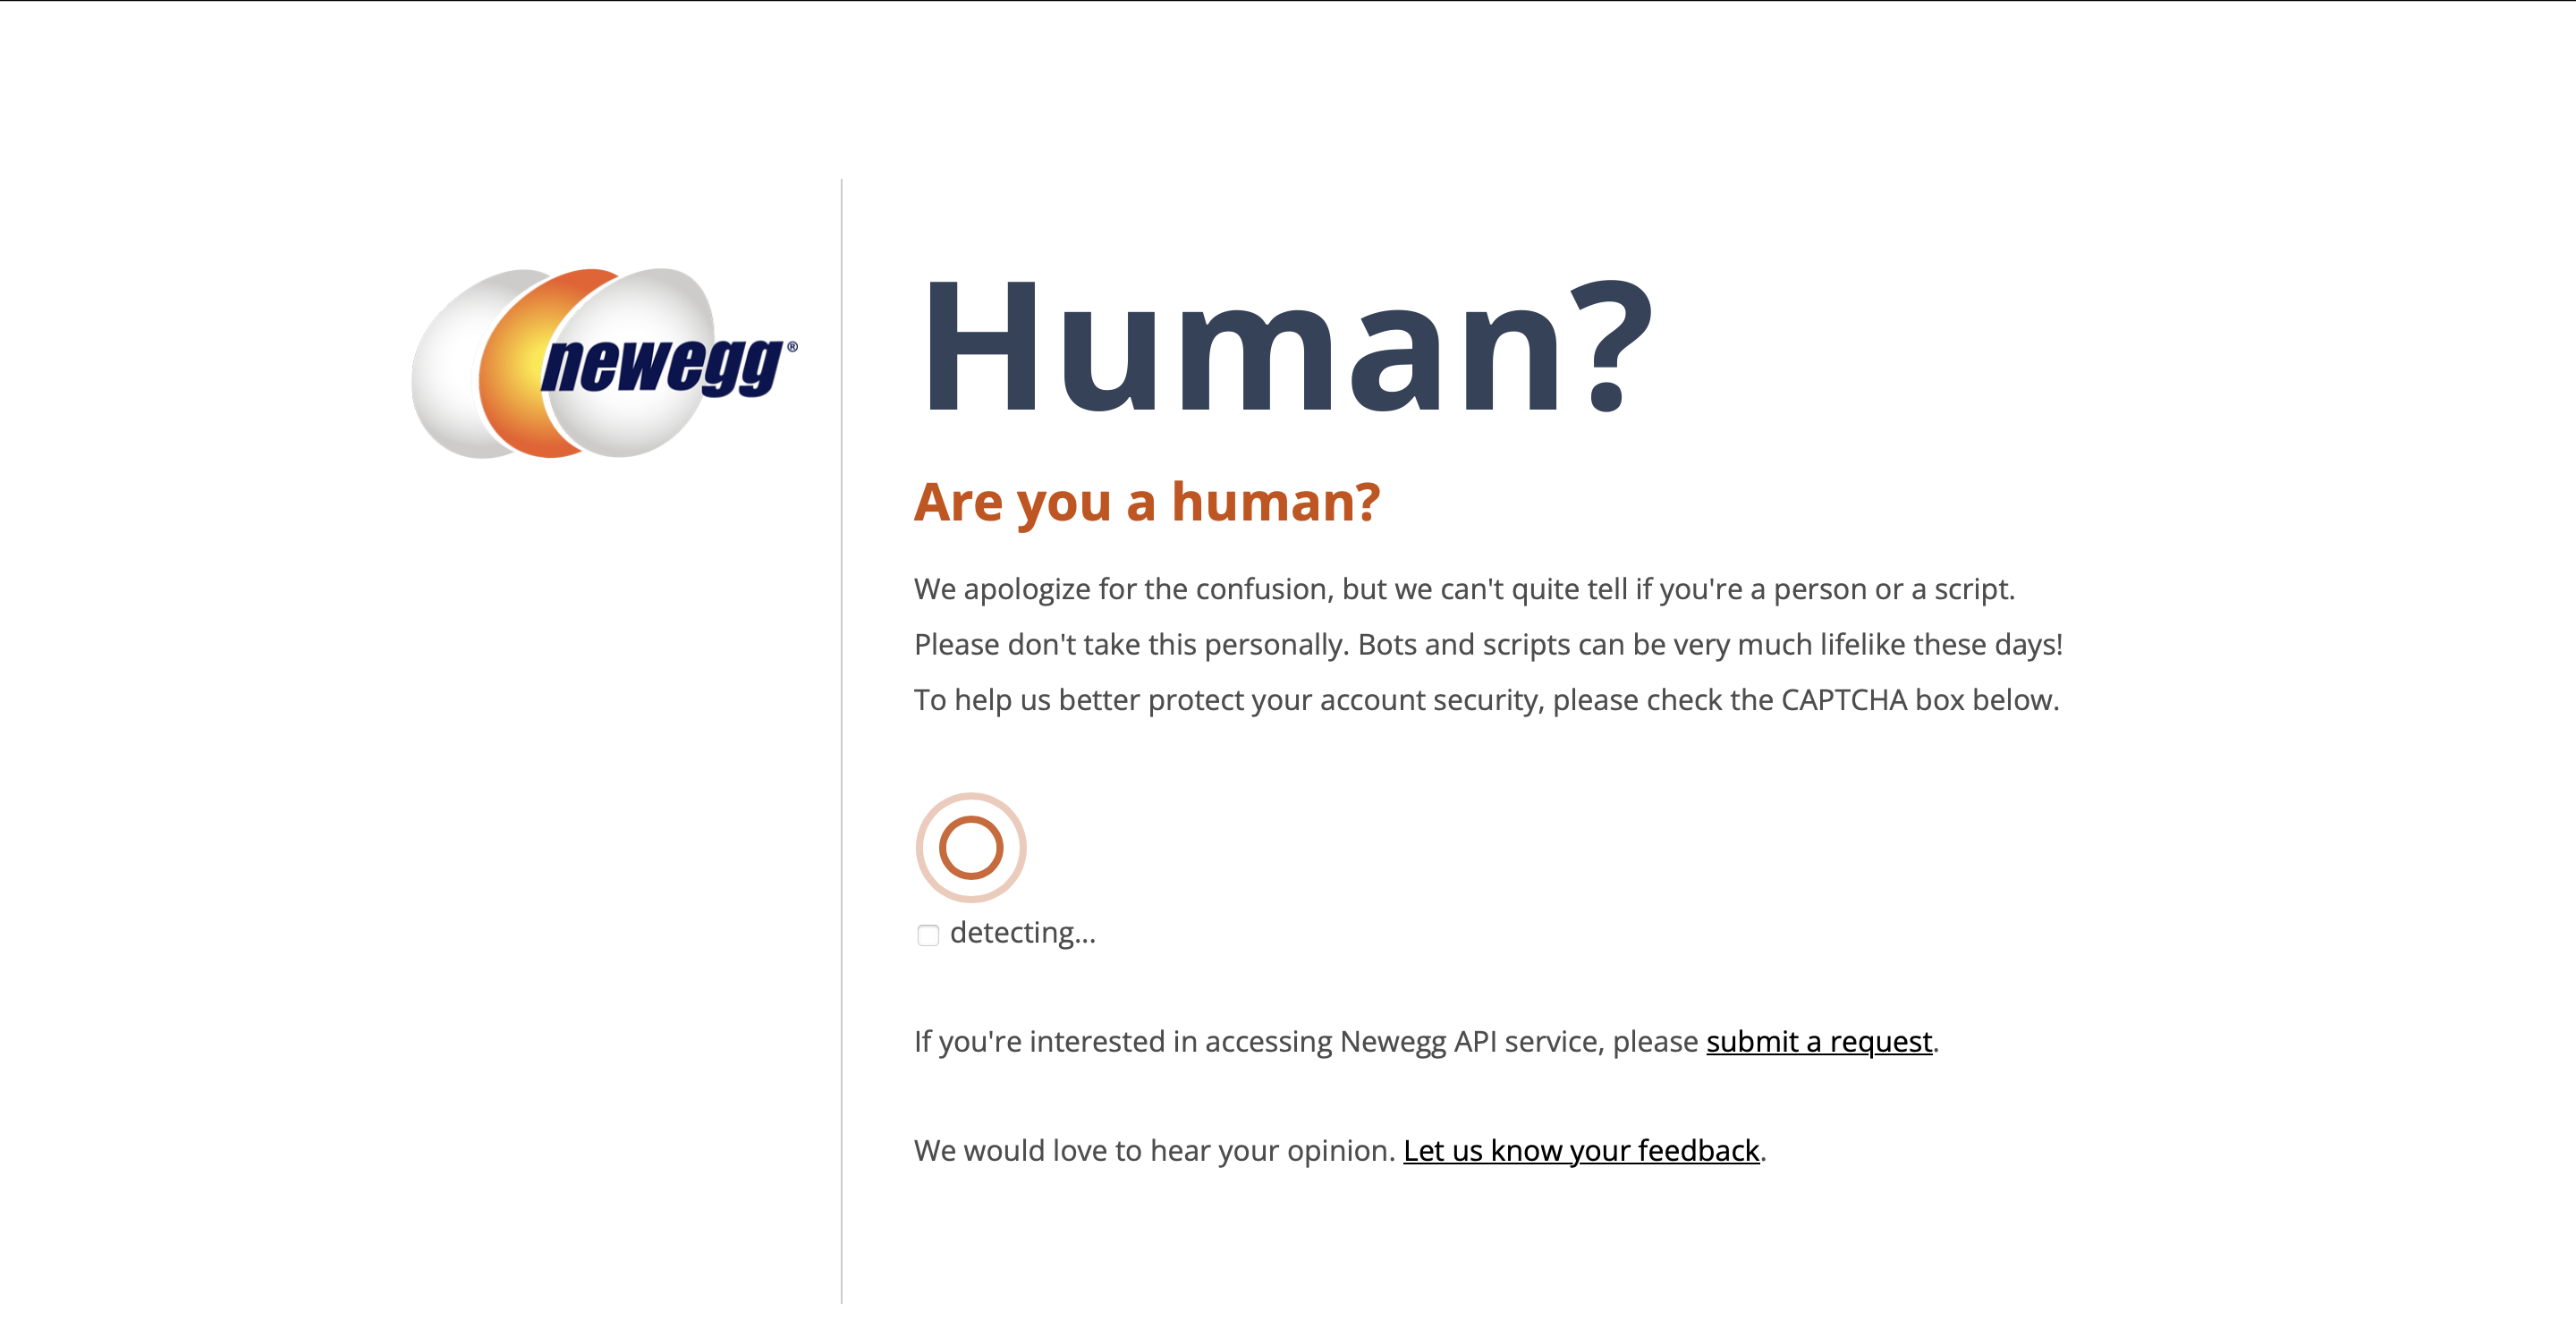 newegg®
Human?
Are you a human?
We apologize for the confusion, but we can't quite tell if you're a person or a script.
Please don't take this personally. Bots and scripts can be very much lifelike these days!
To help us better protect your account security, please check the CAPTCHA box below.
detecting...
If you're interested in accessing Newegg API service, please submit a request.
We would love to hear your opinion. Let us know your feedback.